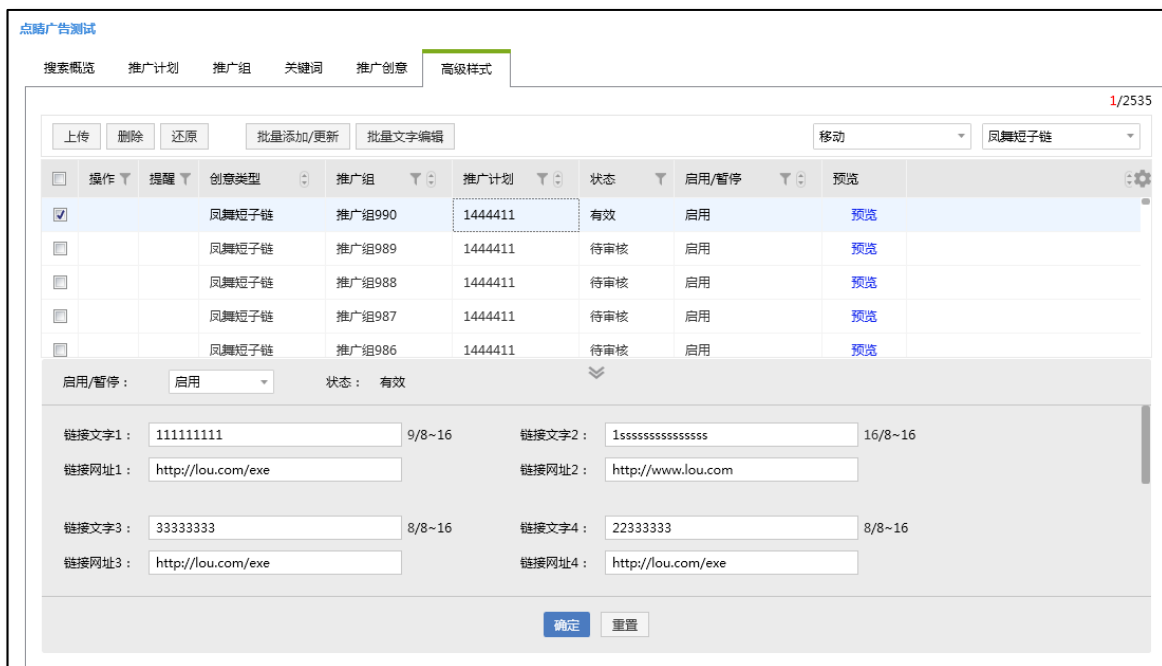 点睛广告测试
搜索概览 推广计划 推广组 关键词 推广创意 高级样式
1/2535
上传 删除 还原 批量添加/更新 批量文字编辑 移动 凤舞短子链
操作 提醒 创意类型 推广组 推广计划 状态 启用/暂停 预览
凤舞短子链 推广组990 1444411 有效 启用 预览
凤舞短子链 推广组989 1444411 待审核 启用 预览
凤舞短子链 推广组988 1444411 待审核 启用 预览
凤舞短子链 推广组987 1444411 待审核 启用 预览
凤舞短子链 推广组986 1444411 待审核 启用 预览
启用/暂停： 启用 状态： 有效
链接文字1： 111111111 9/8~16 链接文字2： 1sssssssssssssss 16/8~16
链接网址1： http://lou.com/exe 链接网址2： http://www.lou.com
链接文字3： 33333333 8/8~16 链接文字4： 22333333 8/8~16
链接网址3： http://lou.com/exe 链接网址4： http://lou.com/exe
确定 重置